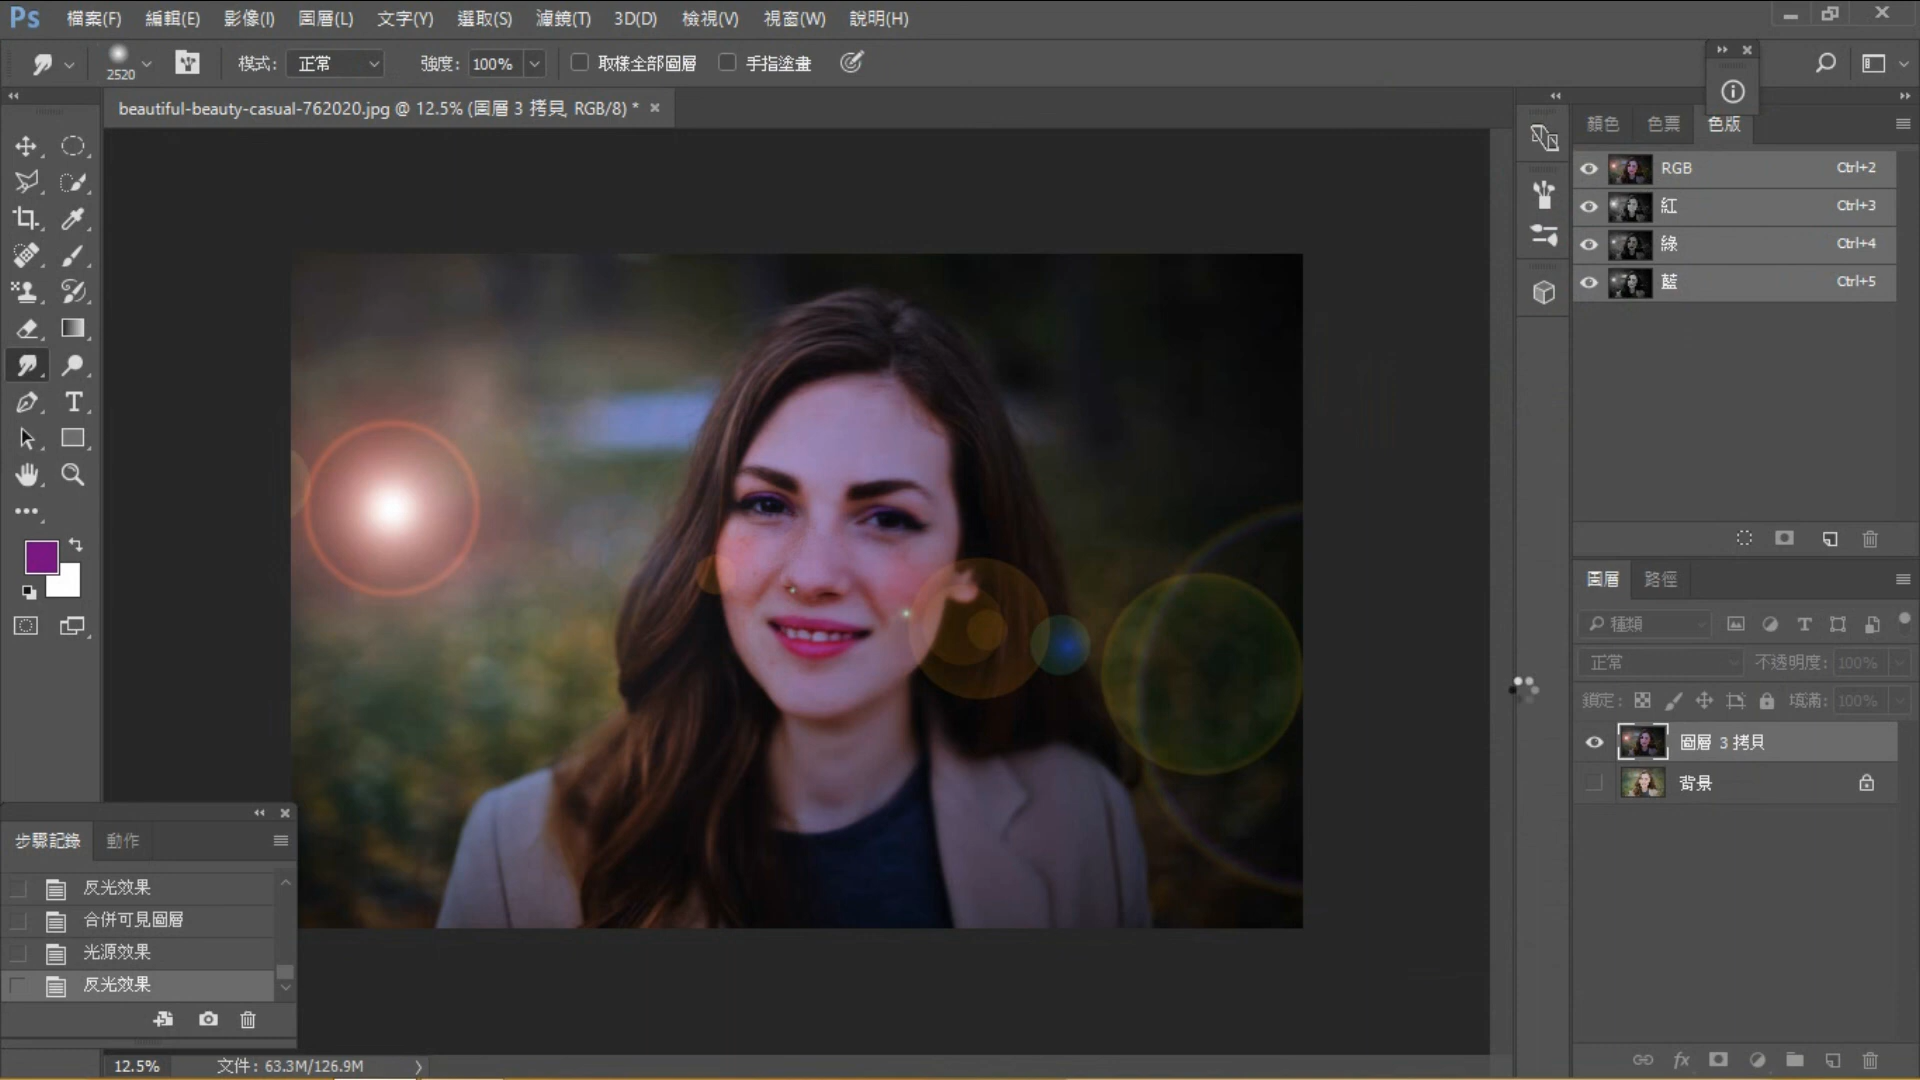 Ps 檔案(F) 編輯(E) 影像(I) 圖層(L) 文字(Y) 選取(S) 濾鏡(T) 3D(D) 檢視(V) 視窗(W) 說明(H)
2520 模式: 正常 強度: 100% 取樣全部圖層 手指塗畫
beautiful-beauty-casual-762020.jpg @ 12.5% (圖層 3 拷貝, RGB/8) *
顏色 色票 色版
RGB Ctrl+2
紅 Ctrl+3
綠 Ctrl+4
藍 Ctrl+5
圖層 路徑
種類
正常 不透明度: 100%
鎖定: 填滿: 100%
圖層 3 拷貝
背景
步驟記錄 動作
反光效果
合併可見圖層
光源效果
反光效果
fx
12.5% 文件: 63.3M/126.9M